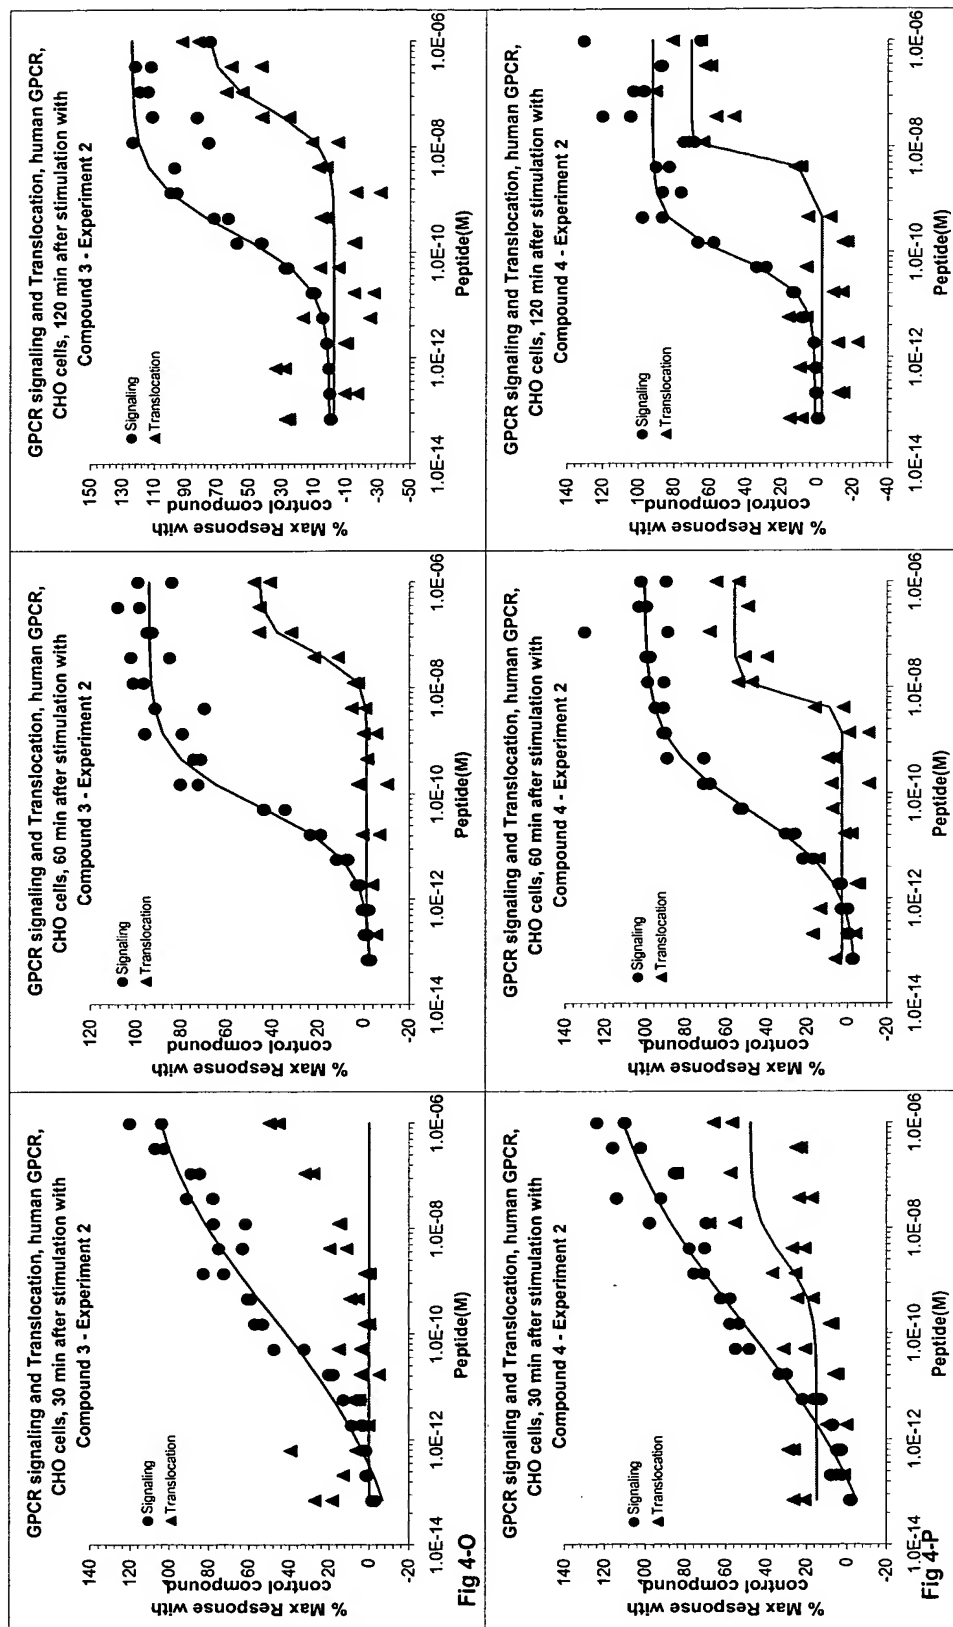 GPCR signaling and Translocation, human GPCR,
CHO cells, 30 min after stimulation with
Compound 3 - Experiment 2
% Max Response with
control compound
140
120
100
80
60
40
20
0
-20
Signaling
Translocation
1.0E-14
1.0E-12
1.0E-10
1.0E-08
1.0E-06
Peptide(M)
Fig 4-O
GPCR signaling and Translocation, human GPCR,
CHO cells, 60 min after stimulation with
Compound 3 - Experiment 2
% Max Response with
control compound
120
100
80
60
40
20
0
-20
Signaling
Translocation
1.0E-14
1.0E-12
1.0E-10
1.0E-08
1.0E-06
Peptide(M)
GPCR signaling and Translocation, human GPCR,
CHO cells, 120 min after stimulation with
Compound 3 - Experiment 2
% Max Response with
control compound
150
130
110
90
70
50
30
10
-10
-30
-50
Signaling
Translocation
1.0E-14
1.0E-12
1.0E-10
1.0E-08
1.0E-06
Peptide(M)
GPCR signaling and Translocation, human GPCR,
CHO cells, 30 min after stimulation with
Compound 4 - Experiment 2
% Max Response with
control compound
140
120
100
80
60
40
20
0
-20
Signaling
Translocation
1.0E-14
1.0E-12
1.0E-10
1.0E-08
1.0E-06
Peptide(M)
Fig 4-P
GPCR signaling and Translocation, human GPCR,
CHO cells, 60 min after stimulation with
Compound 4 - Experiment 2
% Max Response with
control compound
140
120
100
80
60
40
20
0
-20
Signaling
Translocation
1.0E-14
1.0E-12
1.0E-10
1.0E-08
1.0E-06
Peptide(M)
GPCR signaling and Translocation, human GPCR,
CHO cells, 120 min after stimulation with
Compound 4 - Experiment 2
% Max Response with
control compound
140
120
100
80
60
40
20
0
-20
-40
Signaling
Translocation
1.0E-14
1.0E-12
1.0E-10
1.0E-08
1.0E-06
Peptide(M)